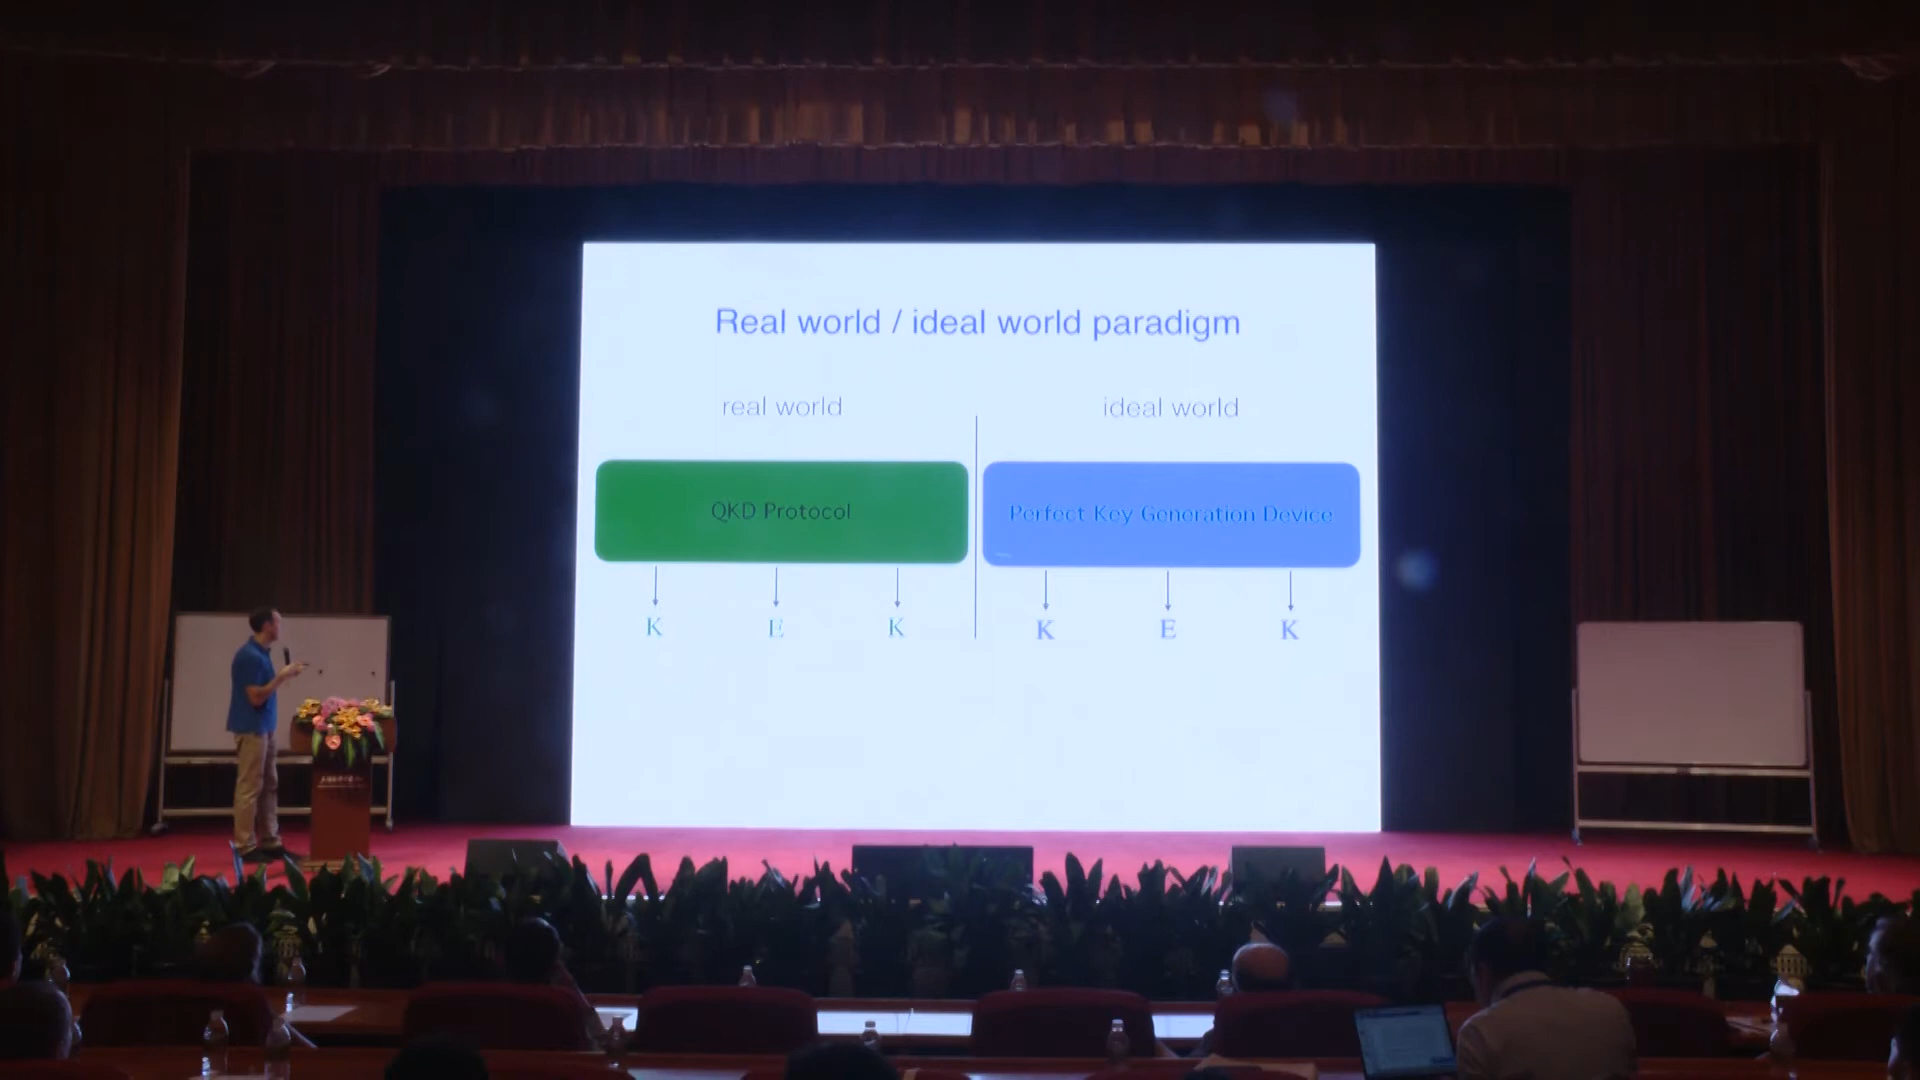 Real world / ideal world paradigm
real world
ideal world
QKD Protocol
Perfect Key Generation Device
K E K
K E K